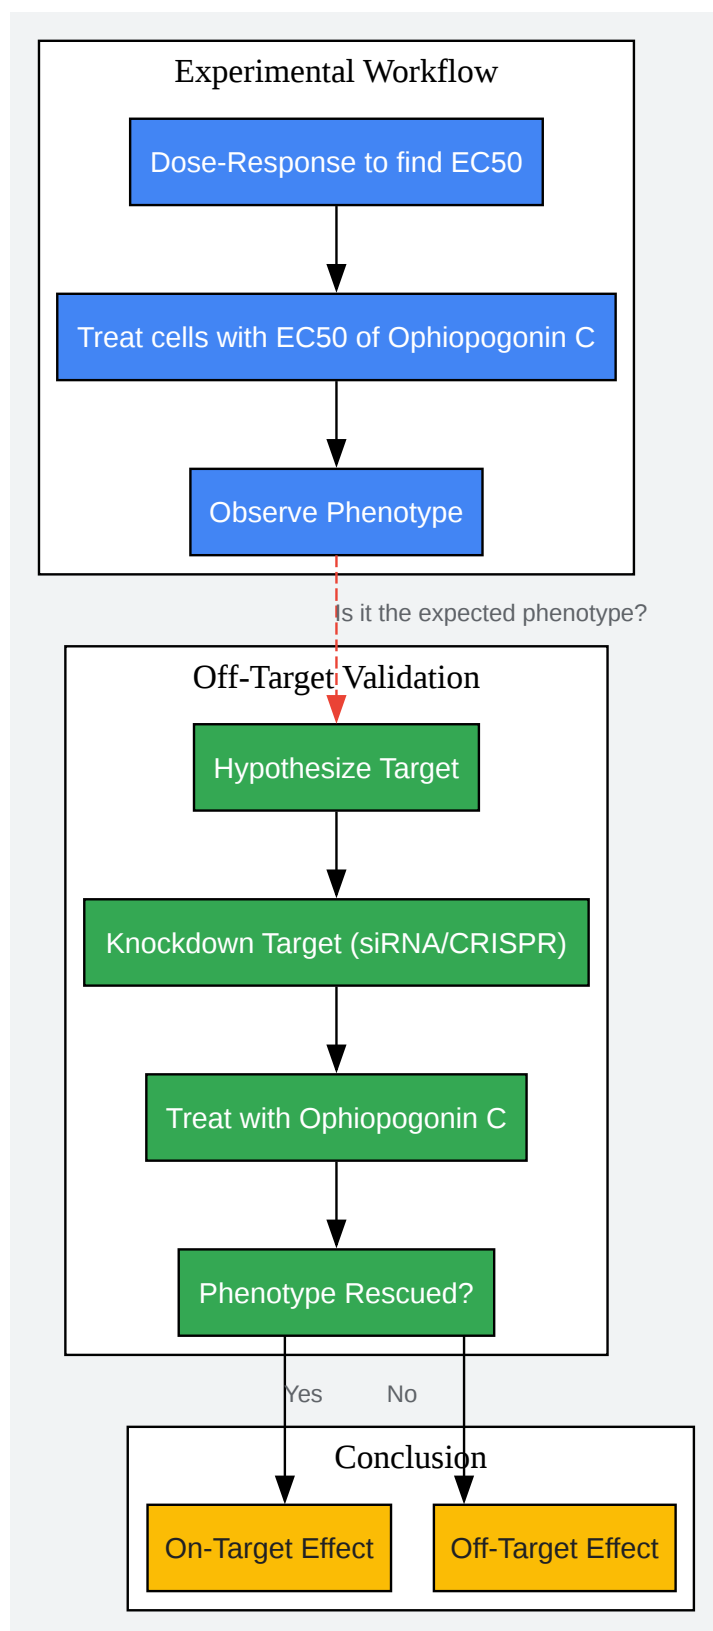 Experimental Workflow
Dose-Response to find EC50
Treat cells with EC50 of Ophiopogonin C
Observe Phenotype
Is it the expected phenotype?
Off-Target Validation
Hypothesize Target
Knockdown Target (siRNA/CRISPR)
Treat with Ophiopogonin C
Phenotype Rescued?
Yes
No
Conclusion
On-Target Effect
Off-Target Effect